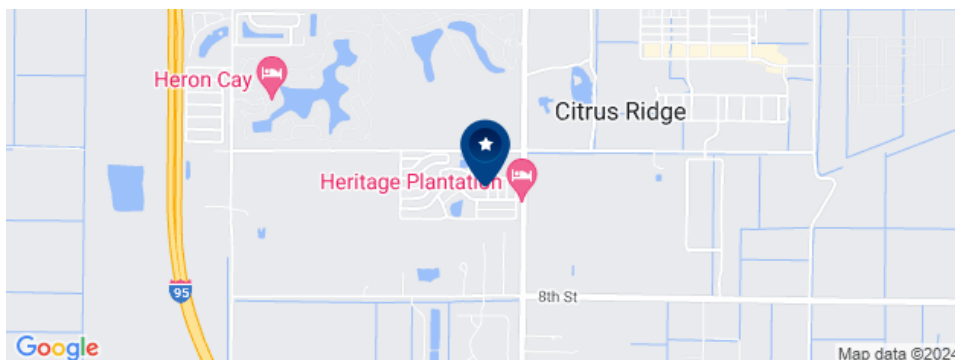 Heron Cay
Citrus Ridge
Heritage Plantation
95
8th St
Google
Map data ©2024